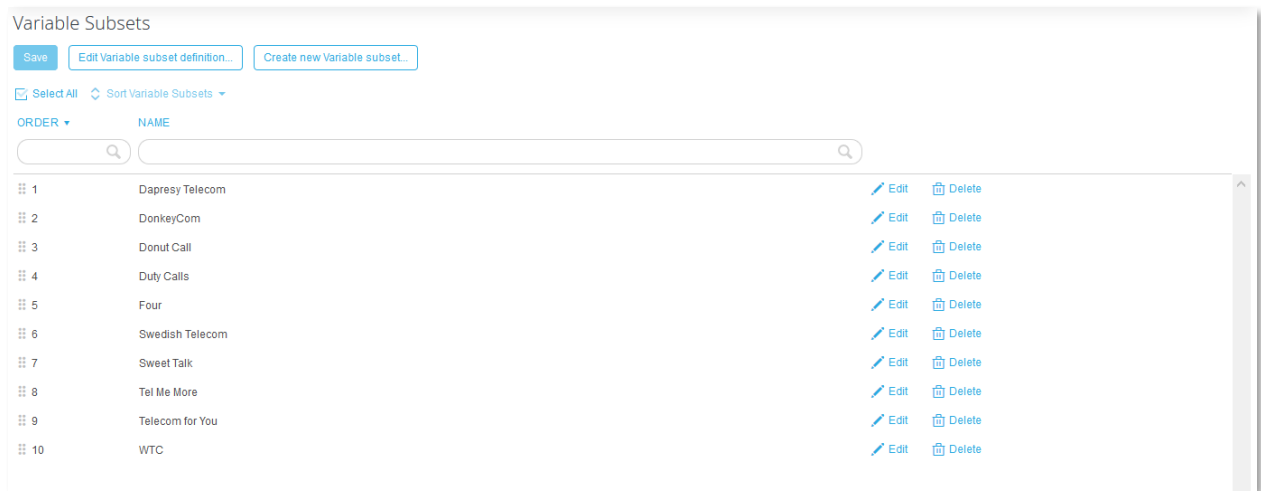 Variable Subsets
Save Edit Variable subset definition... Create new Variable subset...
Select All Sort Variable Subsets
ORDER NAME
1 Dapresy Telecom Edit Delete
2 DonkeyCom Edit Delete
3 Donut Call Edit Delete
4 Duty Calls Edit Delete
5 Four Edit Delete
6 Swedish Telecom Edit Delete
7 Sweet Talk Edit Delete
8 Tel Me More Edit Delete
9 Telecom for You Edit Delete
10 WTC Edit Delete